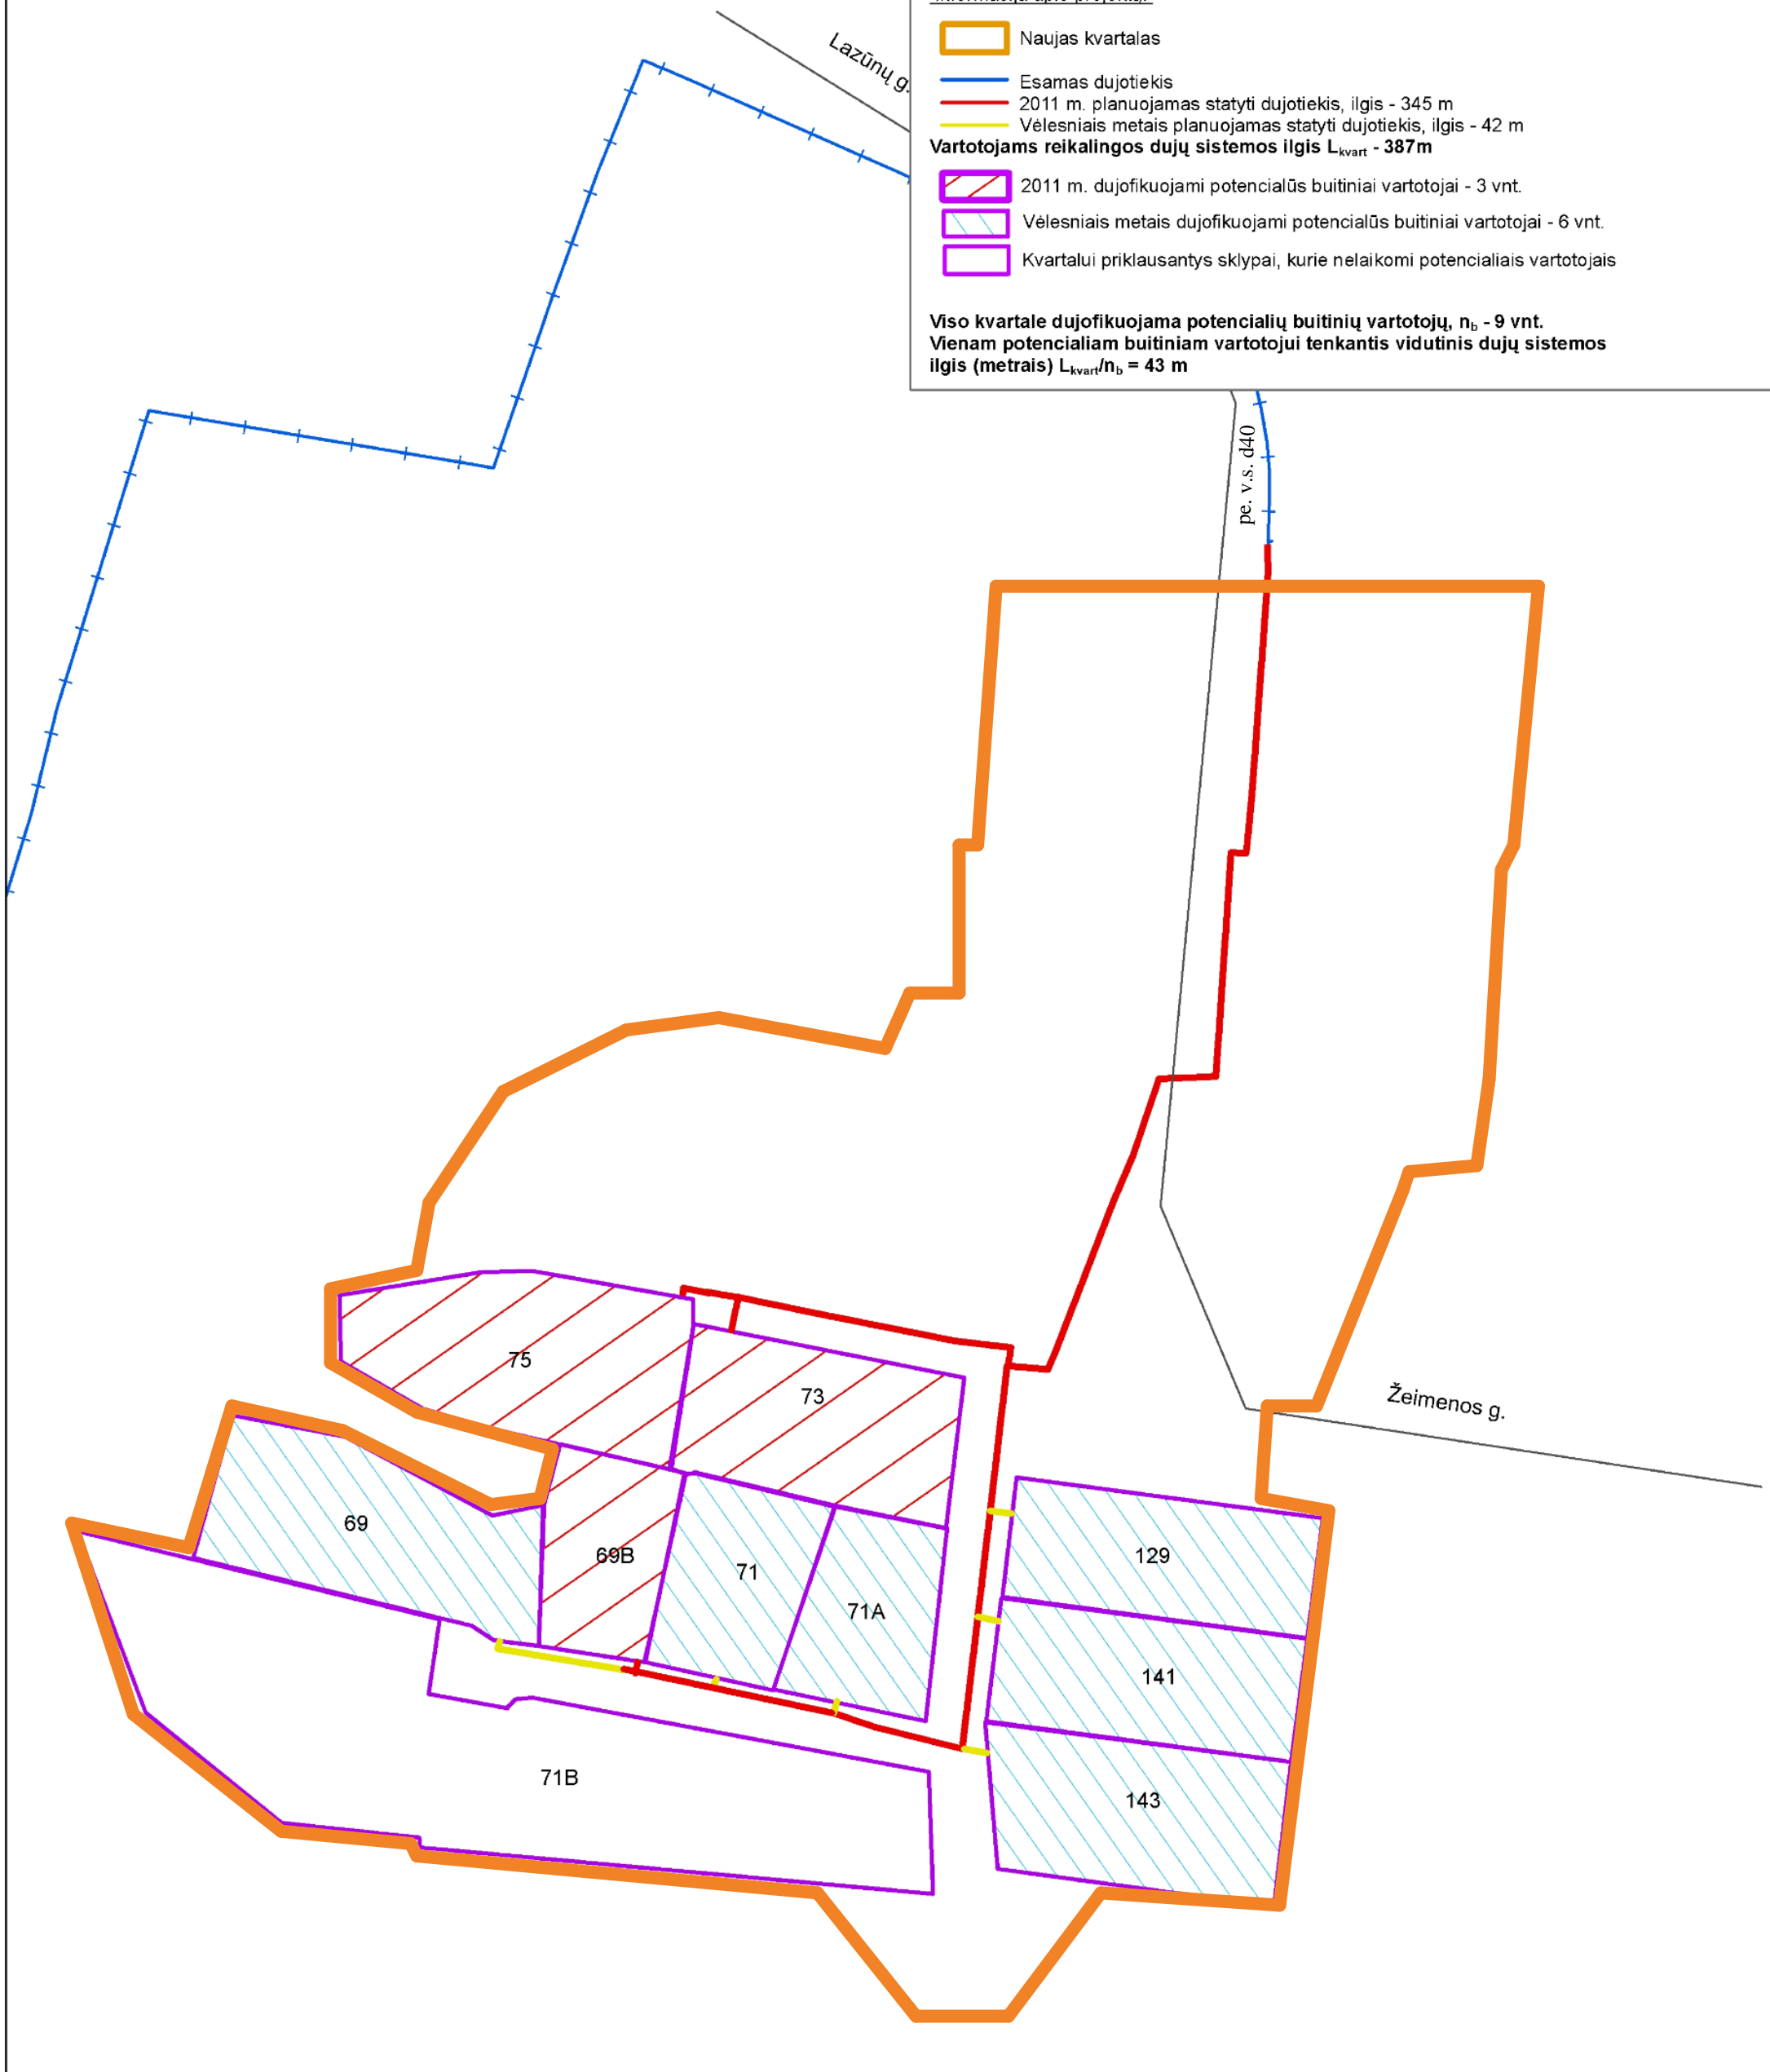 Naujas kvartalas
Esamas dujotiekis
2011 m. planuojamas statyti dujotiekis, ilgis - 345 m
Vėlesniais metais planuojamas statyti dujotiekis, ilgis - 42 m
Vartotojams reikalingos dujų sistemos ilgis Lkvart - 387m
2011 m. dujofikuojami potencialūs buitiniai vartotojai - 3 vnt.
Vėlesniais metais dujofikuojami potencialūs buitiniai vartotojai - 6 vnt.
Kvartalui priklausantys sklypai, kurie nelaikomi potencialiais vartotojais
Viso kvartale dujofikuojama potencialių buitinių vartotojų, nb - 9 vnt.
Vienam potencialiam buitiniam vartotojui tenkantis vidutinis dujų sistemos
ilgis (metrais) Lkvart/nb = 43 m
Lazūnų g.
pe. v.s. d40
Žeimenos g.
75
73
69
69B
71
71A
129
141
143
71B